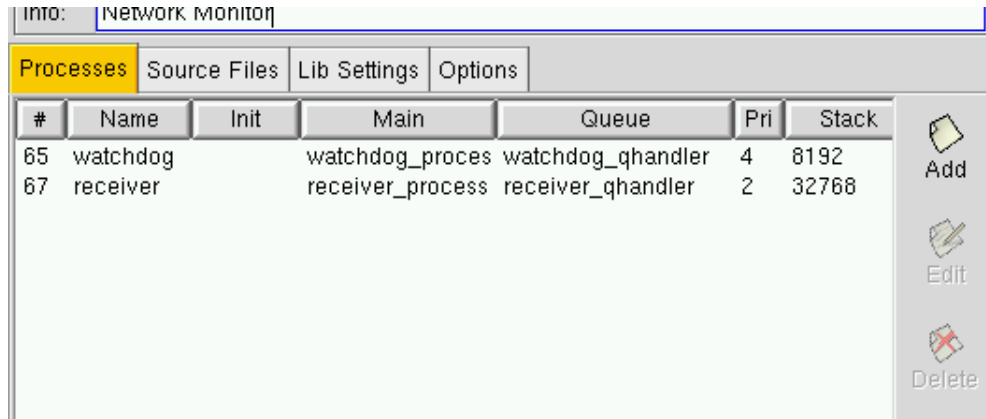 Info: Network Monitor
Processes Source Files Lib Settings Options
# Name Init Main Queue Pri Stack
65 watchdog watchdog_proces watchdog_qhandler 4 8192
67 receiver receiver_process receiver_qhandler 2 32768
Add
Edit
Delete